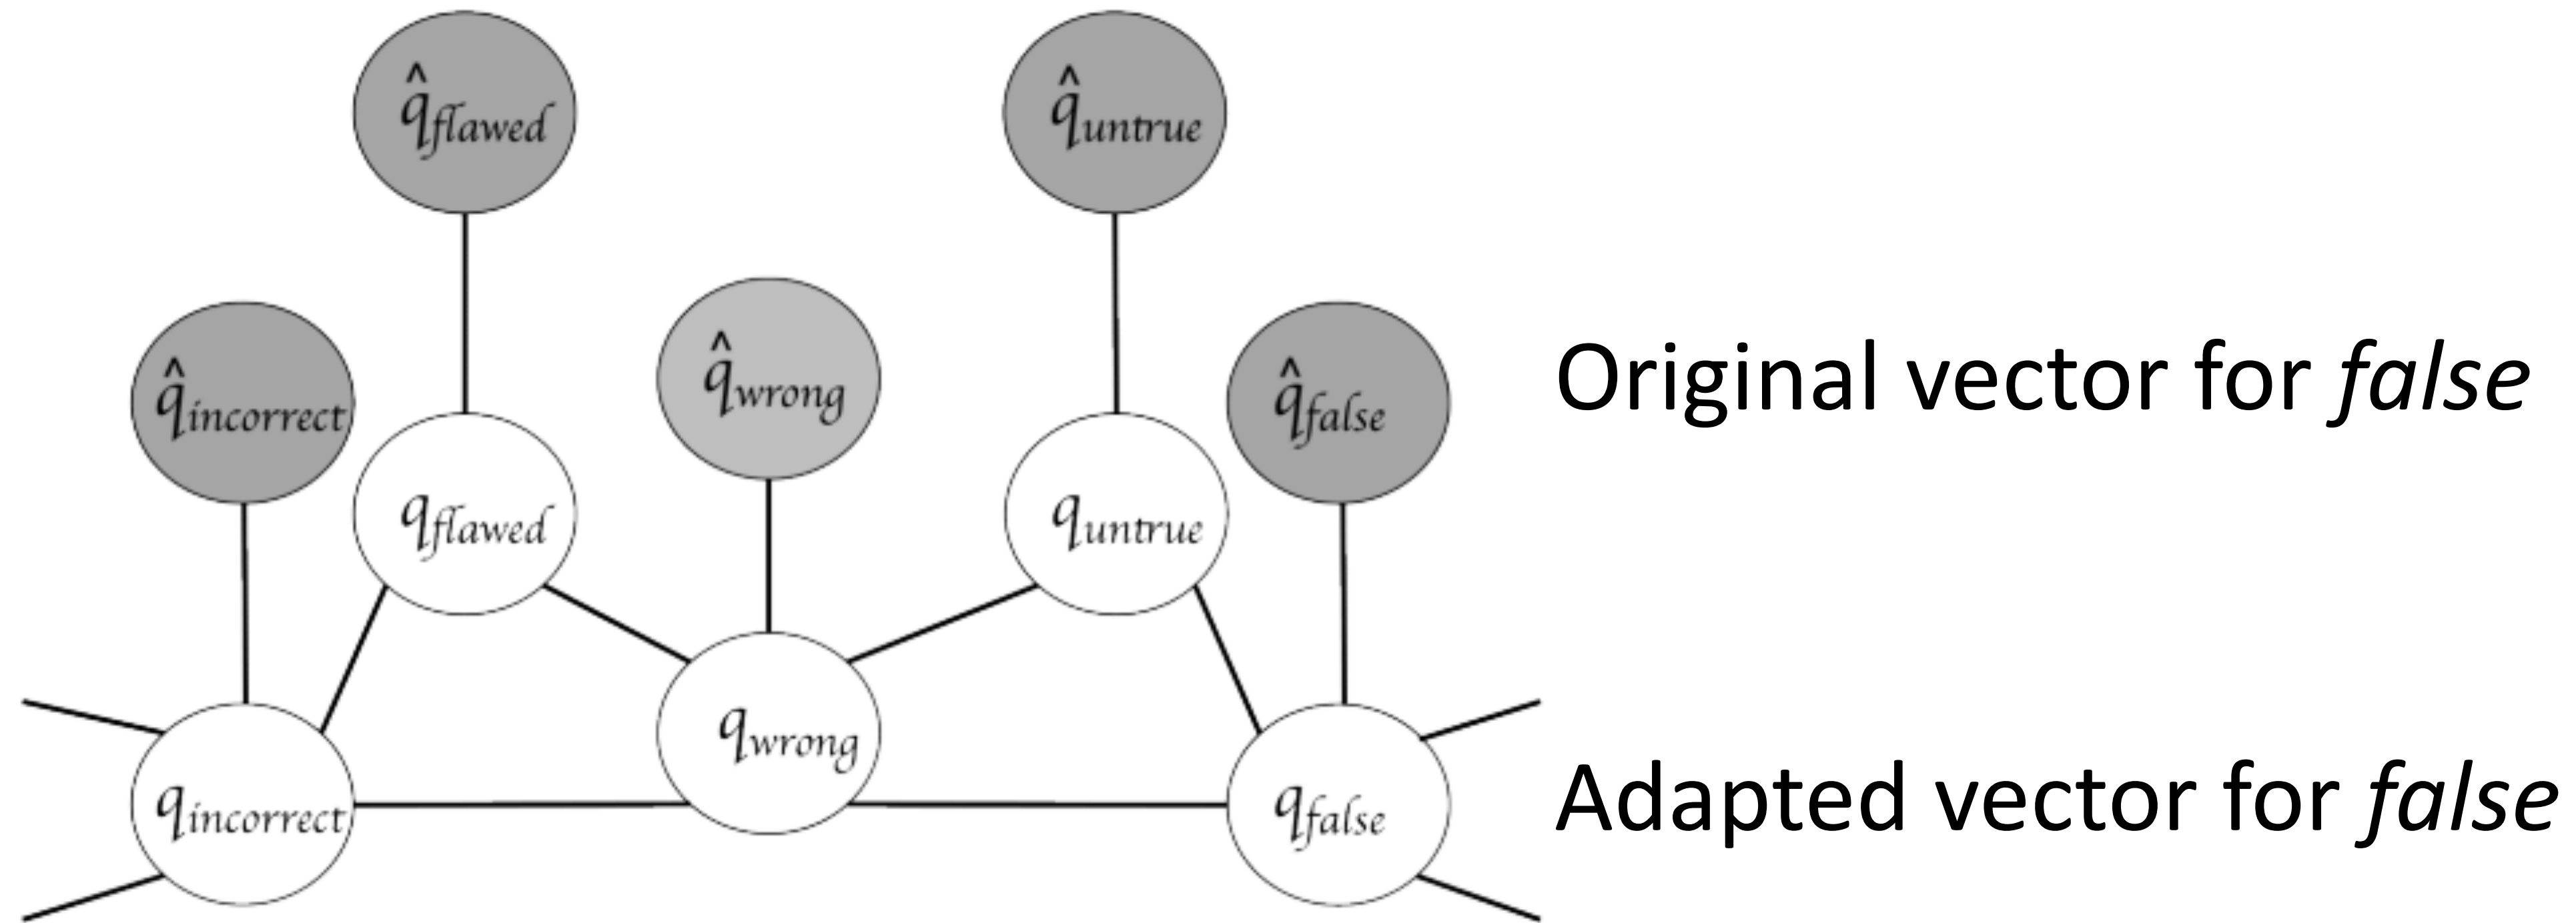 q̂flawed
q̂untrue
q̂incorrect
q̂wrong
q̂false
Original vector for false
qflawed
quntrue
qincorrect
qwrong
qfalse
Adapted vector for false